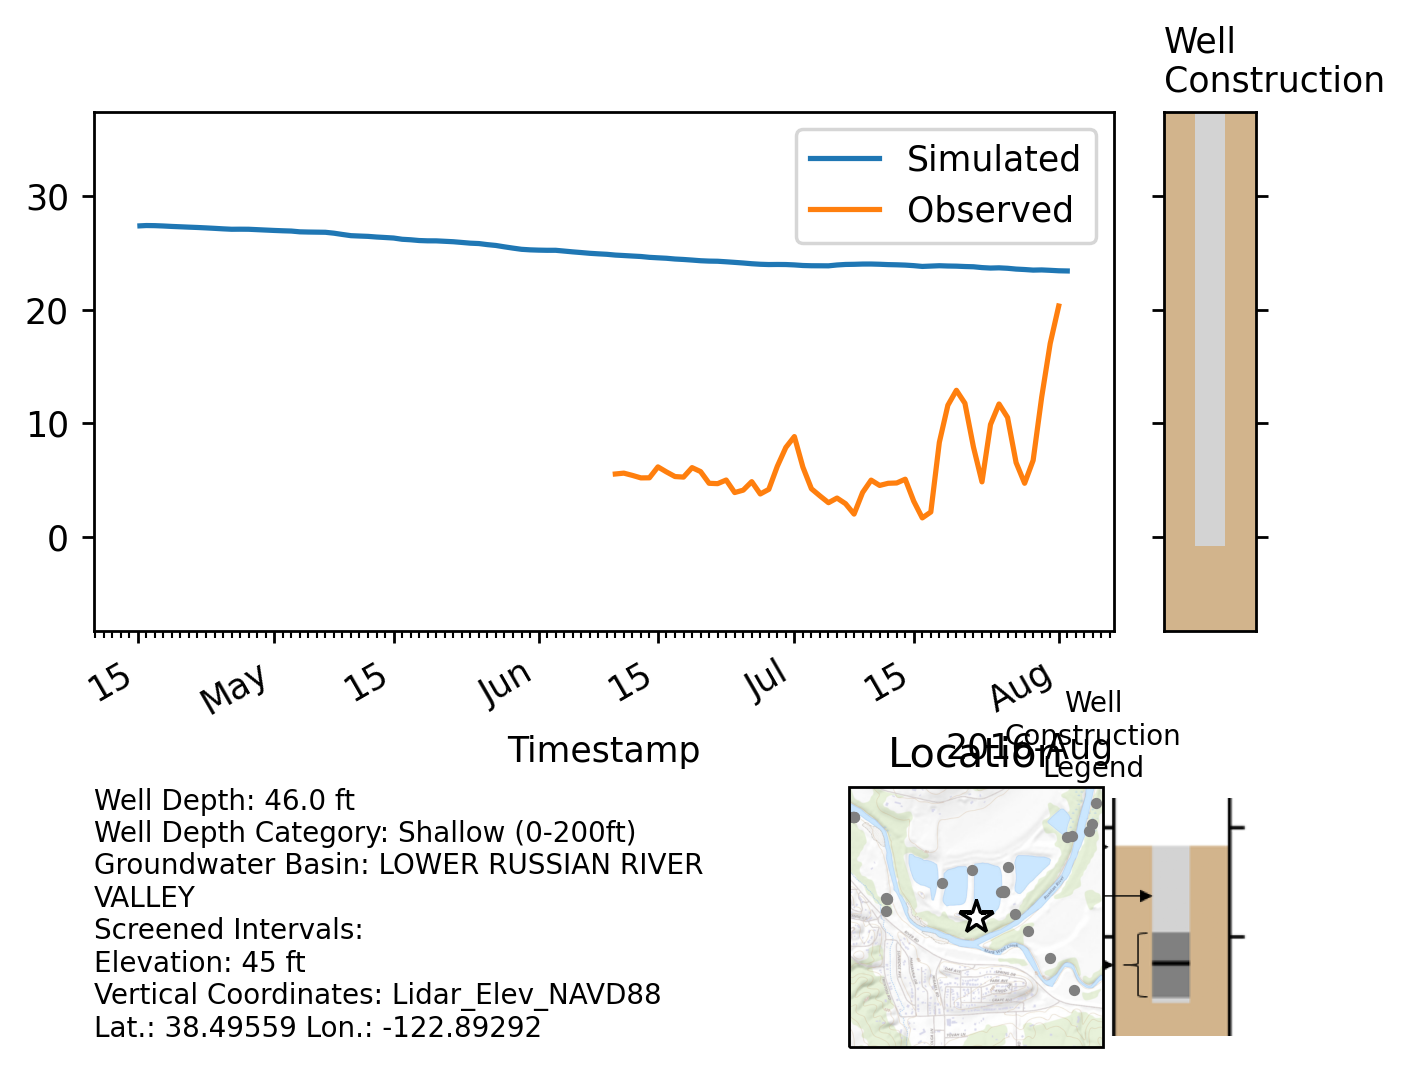 Well
Construction
Simulated
Observed
30
20
10
0
15
May
15
Jun
15
Jul
15
Aug
Timestamp
2016-Aug
Location
Well
Construction
Legend
Well Depth: 46.0 ft
Well Depth Category: Shallow (0-200ft)
Groundwater Basin: LOWER RUSSIAN RIVER
VALLEY
Screened Intervals:
Elevation: 45 ft
Vertical Coordinates: Lidar_Elev_NAVD88
Lat.: 38.49559 Lon.: -122.89292